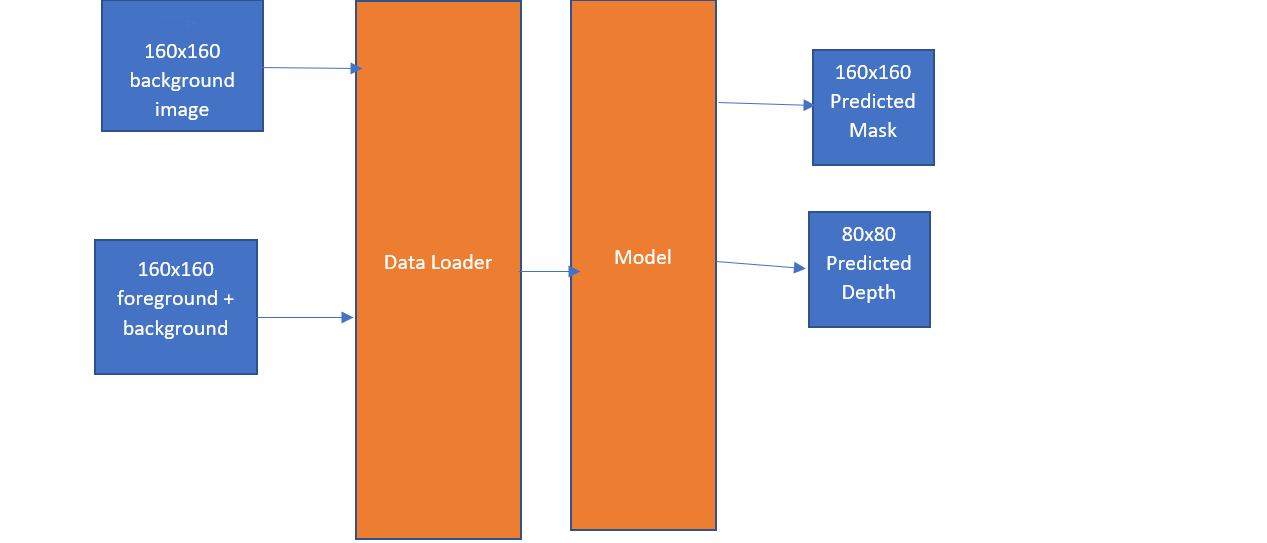 160x160
background
image
160x160
foreground +
background
Data Loader
Model
160x160
Predicted
Mask
80x80
Predicted
Depth